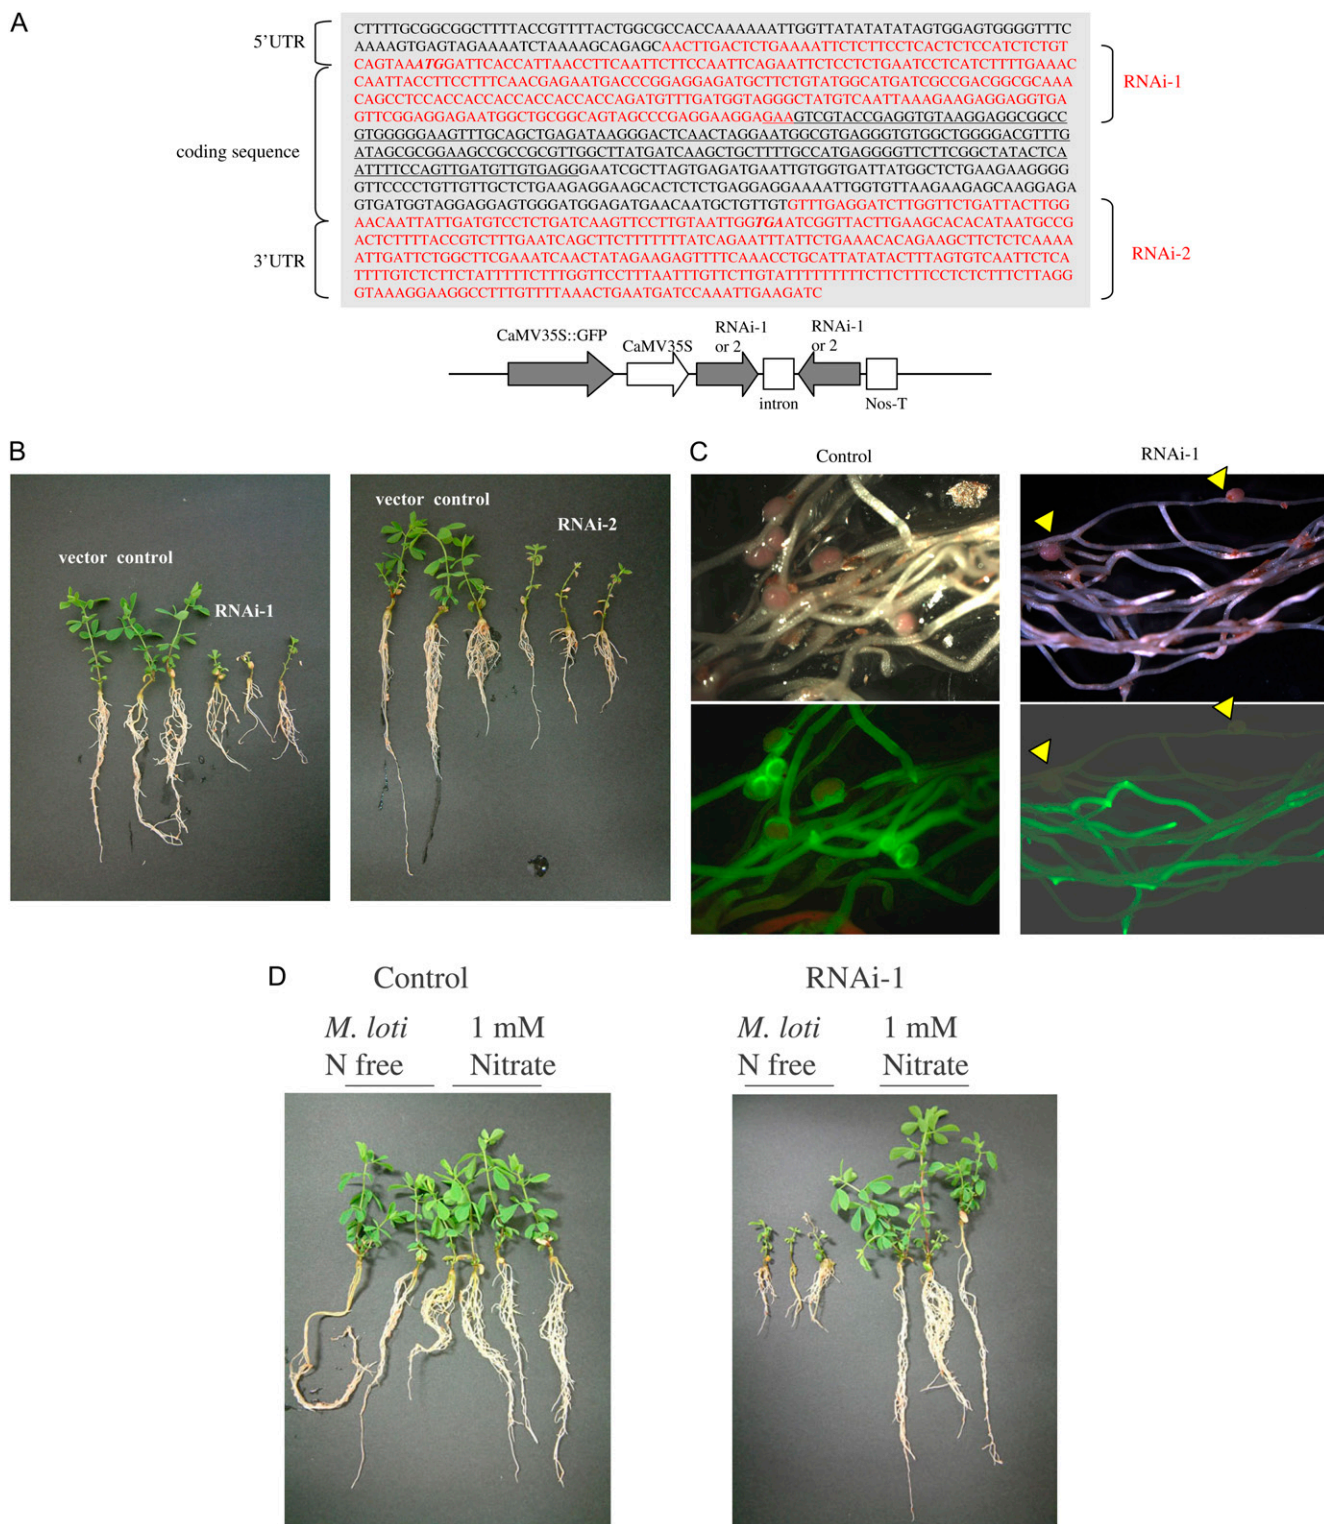 A
5'UTR
coding sequence
3'UTR
CTTTTGCGGCGGCTTTTACCGTTTTACTGGCGCCACCAAAAAATTGGTTATATATATAGTGGAGTGGGGTTTC
AAAAGTGAGTAGAAAATCTAAAAGCAGAGCAACTTGACTCTGAAAATTCTCTTCCTCACTCTCCATCTCTGT
CAGTAAATGGATTCACCATTAACCTTCAATTCTTCCAATTCAGAATTCTCCTCTGAATCCTCATCTTTTGAAAC
CAATTACCTTCCTTTCAACGAGAATGACCCGGAGGAGATGCTTCTGTATGGCATGATCGCCGACGGCGCAAA
CAGCCTCCACCACCACCACCACCACCAGATGTTTGATGGTAGGGCTATGTCAATTAAAGAAGAGGAGGTGA
GTTCGGAGGAGAATGGCTGCGGCAGTAGCCCGAGGAAGGAGAAGTCGTACCGAGGTGTAAGGAGGCGGCC
GTGGGGGAAGTTTGCAGCTGAGATAAGGGACTCAACTAGGAATGGCGTGAGGGTGTGGCTGGGGACGTTTG
ATAGCGCGGAAGCCGCCGCGTTGGCTTATGATCAAGCTGCTTTTGCCATGAGGGGTTCTTCGGCTATACTCA
ATTTTCCAGTTGATGTTGTGAGGGAATCGCTTAGTGAGATGAATTGTGGTGATTATGGCTCTGAAGAAGGGG
GTTCCCCTGTTGTTGCTCTGAAGAGGAAGCACTCTCTGAGGAGGAAAATTGGTGTTAAGAAGAGCAAGGAGA
GTGATGGTAGGAGGAGTGGGATGGAGATGAACAATGCTGTTGTGTTTGAGGATCTTGGTTCTGATTACTTGG
AACAATTATTGATGTCCTCTGATCAAGTTCCTTGTAATTGGTGAATCGGTTACTTGAAGCACACATAATGCCG
ACTCTTTTACCGTCTTTGAATCAGCTTCTTTTTTTATCAGAATTTATTCTGAAACACAGAAGCTTCTCTCAAAA
ATTGATTCTGGCTTCGAAATCAACTATAGAAGAGTTTTCAAACCTGCATTATATACTTTAGTGTCAATTCTCA
TTTTGTCTCTTCTATTTTTCTTTGGTTCCTTTAATTTGTTCTTGTATTTTTTTTTCTTCTTTCCTCTCTTTCTTAGG
GTAAAGGAAGGCCTTTGTTTTAAACTGAATGATCCAAATTGAAGATC
RNAi-1
RNAi-2
CaMV35S::GFP
CaMV35S
RNAi-1
or 2
RNAi-1
or 2
intron
Nos-T
B
vector control
RNAi-1
vector control
RNAi-2
C
Control
RNAi-1
D
Control
RNAi-1
M. loti
N free
1 mM
Nitrate
M. loti
N free
1 mM
Nitrate